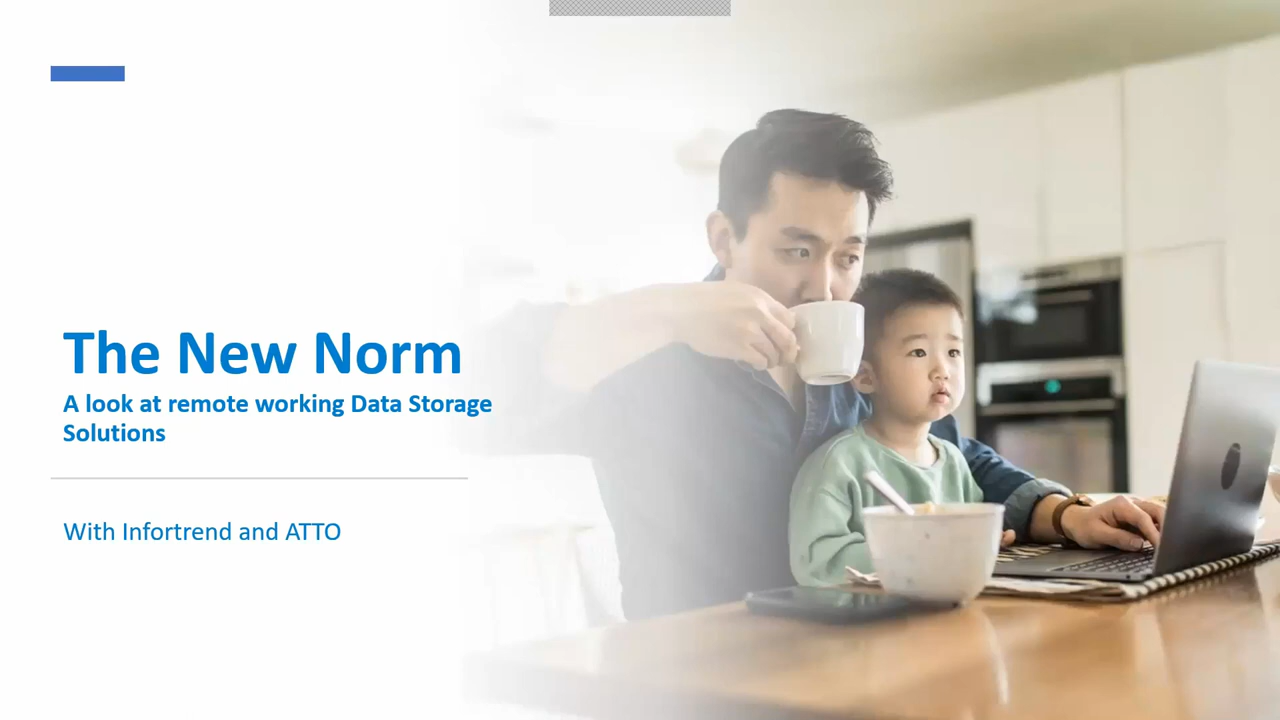 The New Norm
A look at remote working Data Storage
Solutions
With Infortrend and ATTO